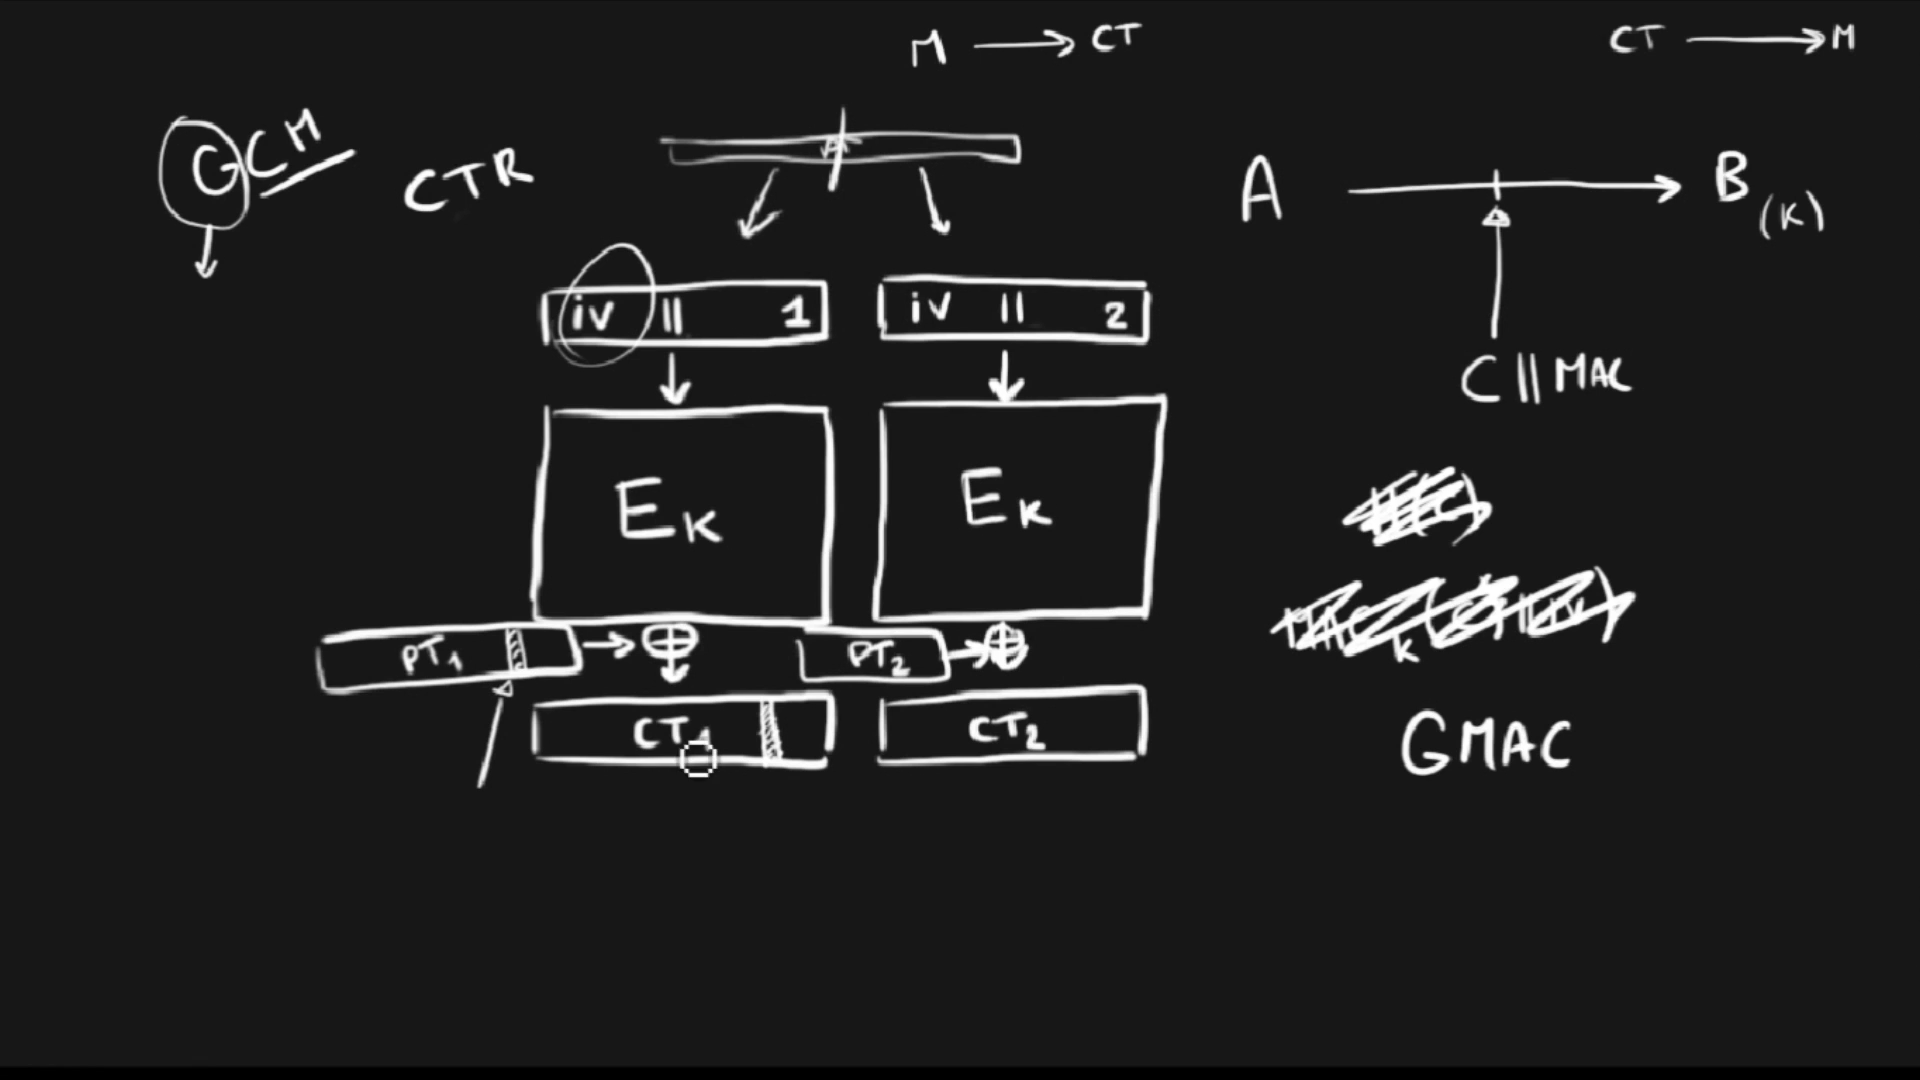 M → CT
CT → M
GCM
CTR
A → B (K)
iv || 1
iv || 2
C || MAC
EK
EK
PT1 → ⊕
PT2 → ⊕
CT1
CT2
GMAC